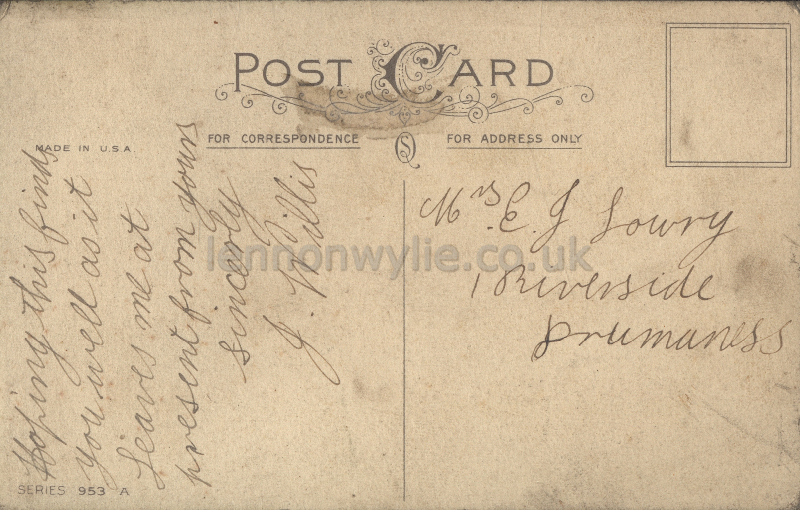 POST CARD
MADE IN U.S.A.
FOR CORRESPONDENCE
FOR ADDRESS ONLY
S
Hoping this finds
you well as it
Leaves me at
present from yours
sincerly
J. Willis
Mrs. E. J Lowry
1 Riverside
Drumaness
lennonwylie.co.uk
SERIES 953 A